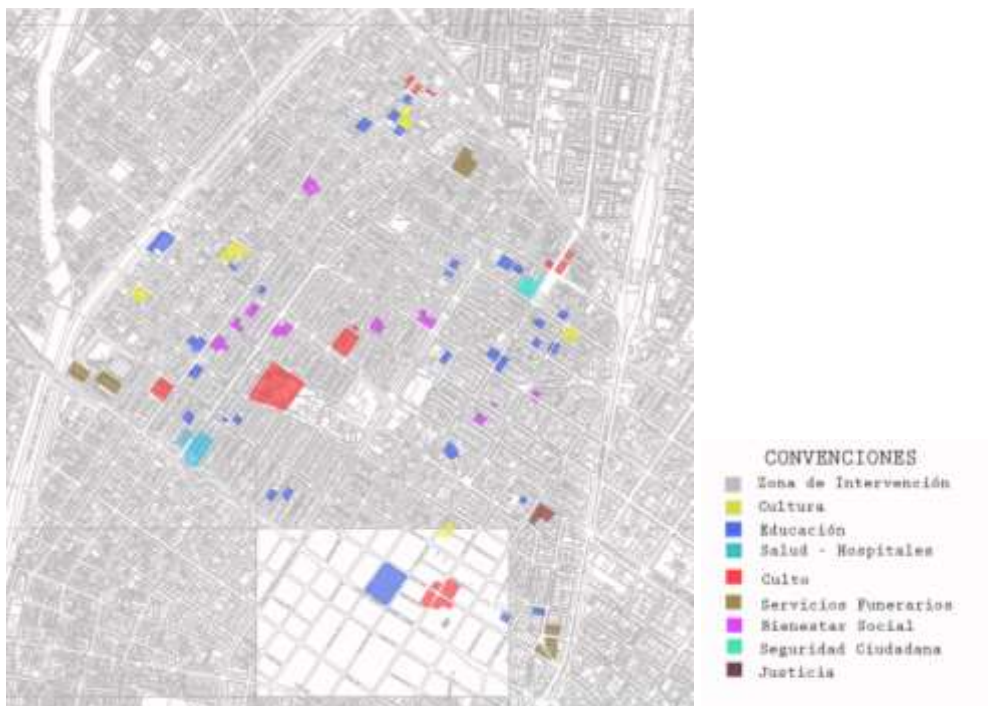 CONVENCIONES
Zona de Intervención
Cultura
Educación
Salud - Hospitales
Culto
Servicios Funerarios
Bienestar Social
Seguridad Ciudadana
Justicia